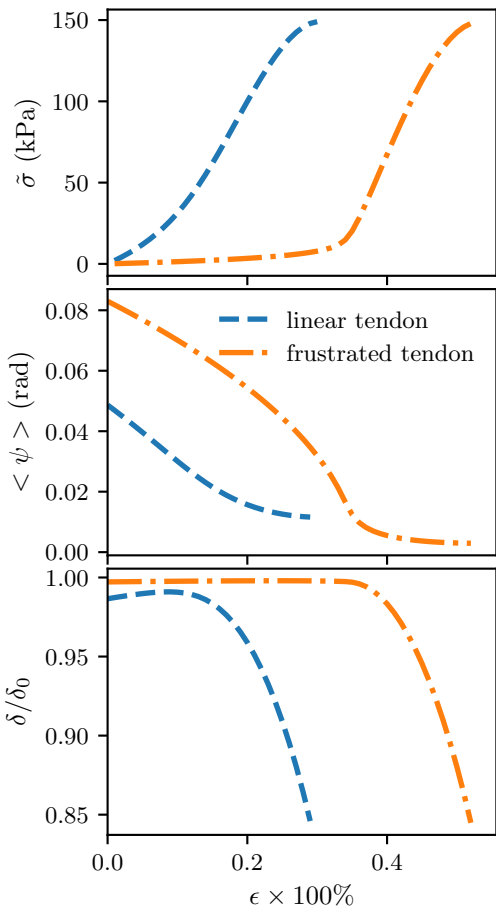 150
100
50
0
σ̃ (kPa)
0.08
0.06
0.04
0.02
0.00
< ψ > (rad)
linear tendon
frustrated tendon
1.00
0.95
0.90
0.85
δ/δ₀
0.0 0.2 0.4
ϵ × 100%